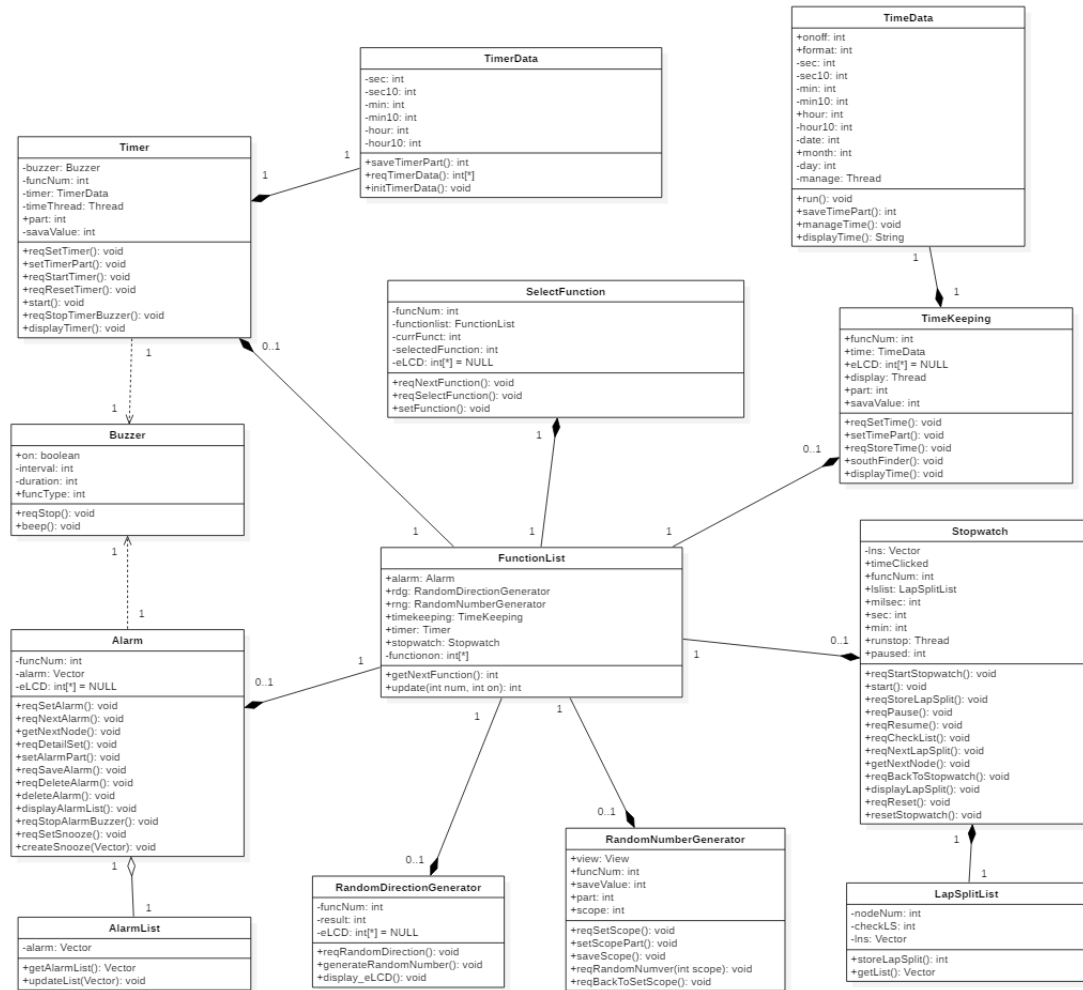 TimeData
+onoff: int
+format: int
-sec: int
-sec10: int
-min: int
-min10: int
+hour: int
-hour10: int
-date: int
+month: int
-day: int
-manage: Thread
+run(): void
+saveTimePart(): int
+manageTime(): void
+displayTime(): String
TimerData
-sec: int
-sec10: int
-min: int
-min10: int
-hour: int
-hour10: int
+saveTimerPart(): int
+reqTimerData(): int[*]
+initTimerData(): void
Timer
-buzzer: Buzzer
-funcNum: int
-timer: TimerData
-timeThread: Thread
+part: int
-savaValue: int
+reqSetTimer(): void
+setTimerPart(): void
+reqStartTimer(): void
+reqResetTimer(): void
+start(): void
+reqStopTimerBuzzer(): void
+displayTimer(): void
1
1
1
1
SelectFunction
-funcNum: int
-functionlist: FunctionList
-currFunct: int
-selectedFunction: int
-eLCD: int[*] = NULL
+reqNextFunction(): void
+reqSelectFunction(): void
+setFunction(): void
TimeKeeping
+funcNum: int
+time: TimeData
+eLCD: int[*] = NULL
+display: Thread
+part: int
+savaValue: int
+reqSetTime(): void
+setTimePart(): void
+reqStoreTime(): void
+southFinder(): void
+displayTime(): void
0..1
1
1
1
Buzzer
+on: boolean
-interval: int
-duration: int
+funcType: int
+reqStop(): void
+beep(): void
0..1
1
1
1
1
1
FunctionList
+alarm: Alarm
+rdg: RandomDirectionGenerator
+rng: RandomNumberGenerator
+timekeeping: TimeKeeping
+timer: Timer
+stopwatch: Stopwatch
-functionon: int[*]
+getNextFunction(): int
+update(int num, int on): int
Stopwatch
-lns: Vector
+timeClicked
+funcNum: int
+lslist: LapSplitList
+milsec: int
+sec: int
+min: int
+runstop: Thread
+paused: int
+reqStartStopwatch(): void
+start(): void
+reqStoreLapSplit(): void
+reqPause(): void
+reqResume(): void
+reqCheckList(): void
+reqNextLapSplit(): void
+getNextNode(): void
+reqBackToStopwatch(): void
+displayLapSplit(): void
+reqReset(): void
+resetStopwatch(): void
Alarm
-funcNum: int
-alarm: Vector
-eLCD: int[*] = NULL
+reqSetAlarm(): void
+reqNextAlarm(): void
+getNextNode(): void
+reqDetailSet(): void
+setAlarmPart(): void
+reqSaveAlarm(): void
+reqDeleteAlarm(): void
+deleteAlarm(): void
+displayAlarmList(): void
+reqStopAlarmBuzzer(): void
+reqSetSnooze(): void
+createSnooze(Vector): void
1
0..1
1
1
0..1
1
1
0..1
0..1
1
1
1
1
RandomNumberGenerator
+view: View
+funcNum: int
+saveValue: int
+part: int
+scope: int
+reqSetScope(): void
+setScopePart(): void
+saveScope(): void
+reqRandomNumver(int scope): void
+reqBackToSetScope(): void
RandomDirectionGenerator
-funcNum: int
-result: int
-eLCD: int[*] = NULL
+reqRandomDirection(): void
+generateRandomNumber(): void
+display_eLCD(): void
LapSplitList
-nodeNum: int
-checkLS: int
-lns: Vector
+storeLapSplit(): int
+getList(): Vector
AlarmList
-alarm: Vector
+getAlarmList(): Vector
+updateList(Vector): void